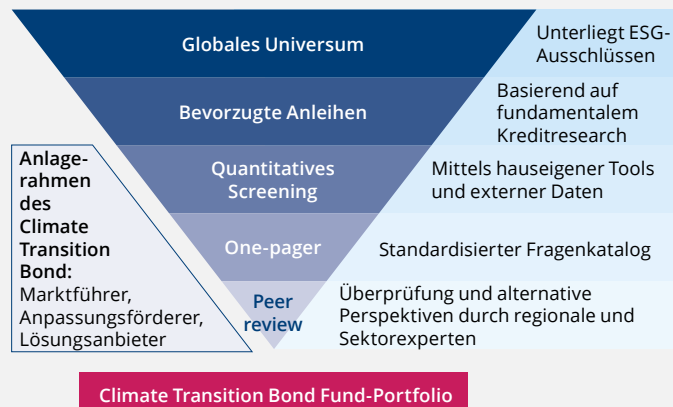 Globales Universum
Unterliegt ESG-
Ausschlüssen
Bevorzugte Anleihen
Basierend auf
fundamentalem
Kreditresearch
Anlage-
rahmen
des
Climate
Transition
Bond:
Marktführer,
Anpassungsförderer,
Lösungsanbieter
Quantitatives
Screening
Mittels hauseigener Tools
und externer Daten
One-pager
Standardisierter Fragenkatalog
Peer
review
Überprüfung und alternative
Perspektiven durch regionale und
Sektorexperten
Climate Transition Bond Fund-Portfolio